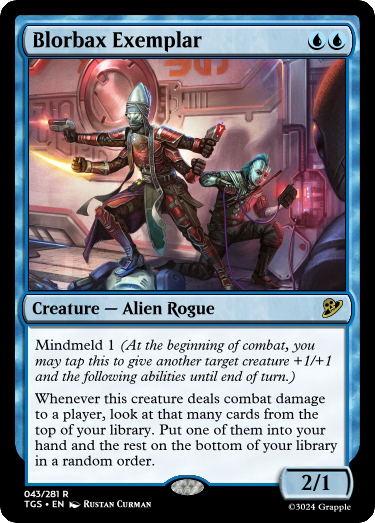 Blorbax Exemplar
Creature — Alien Rogue
Mindmeld 1 (At the beginning of combat, you
may tap this to give another target creature +1/+1
and the following abilities until end of turn.)
Whenever this creature deals combat damage
to a player, look at that many cards from the
top of your library. Put one of them into your
hand and the rest on the bottom of your library
in a random order.
2/1
043/281 R
TGS • EN Rustan Curman
©3024 Grapple